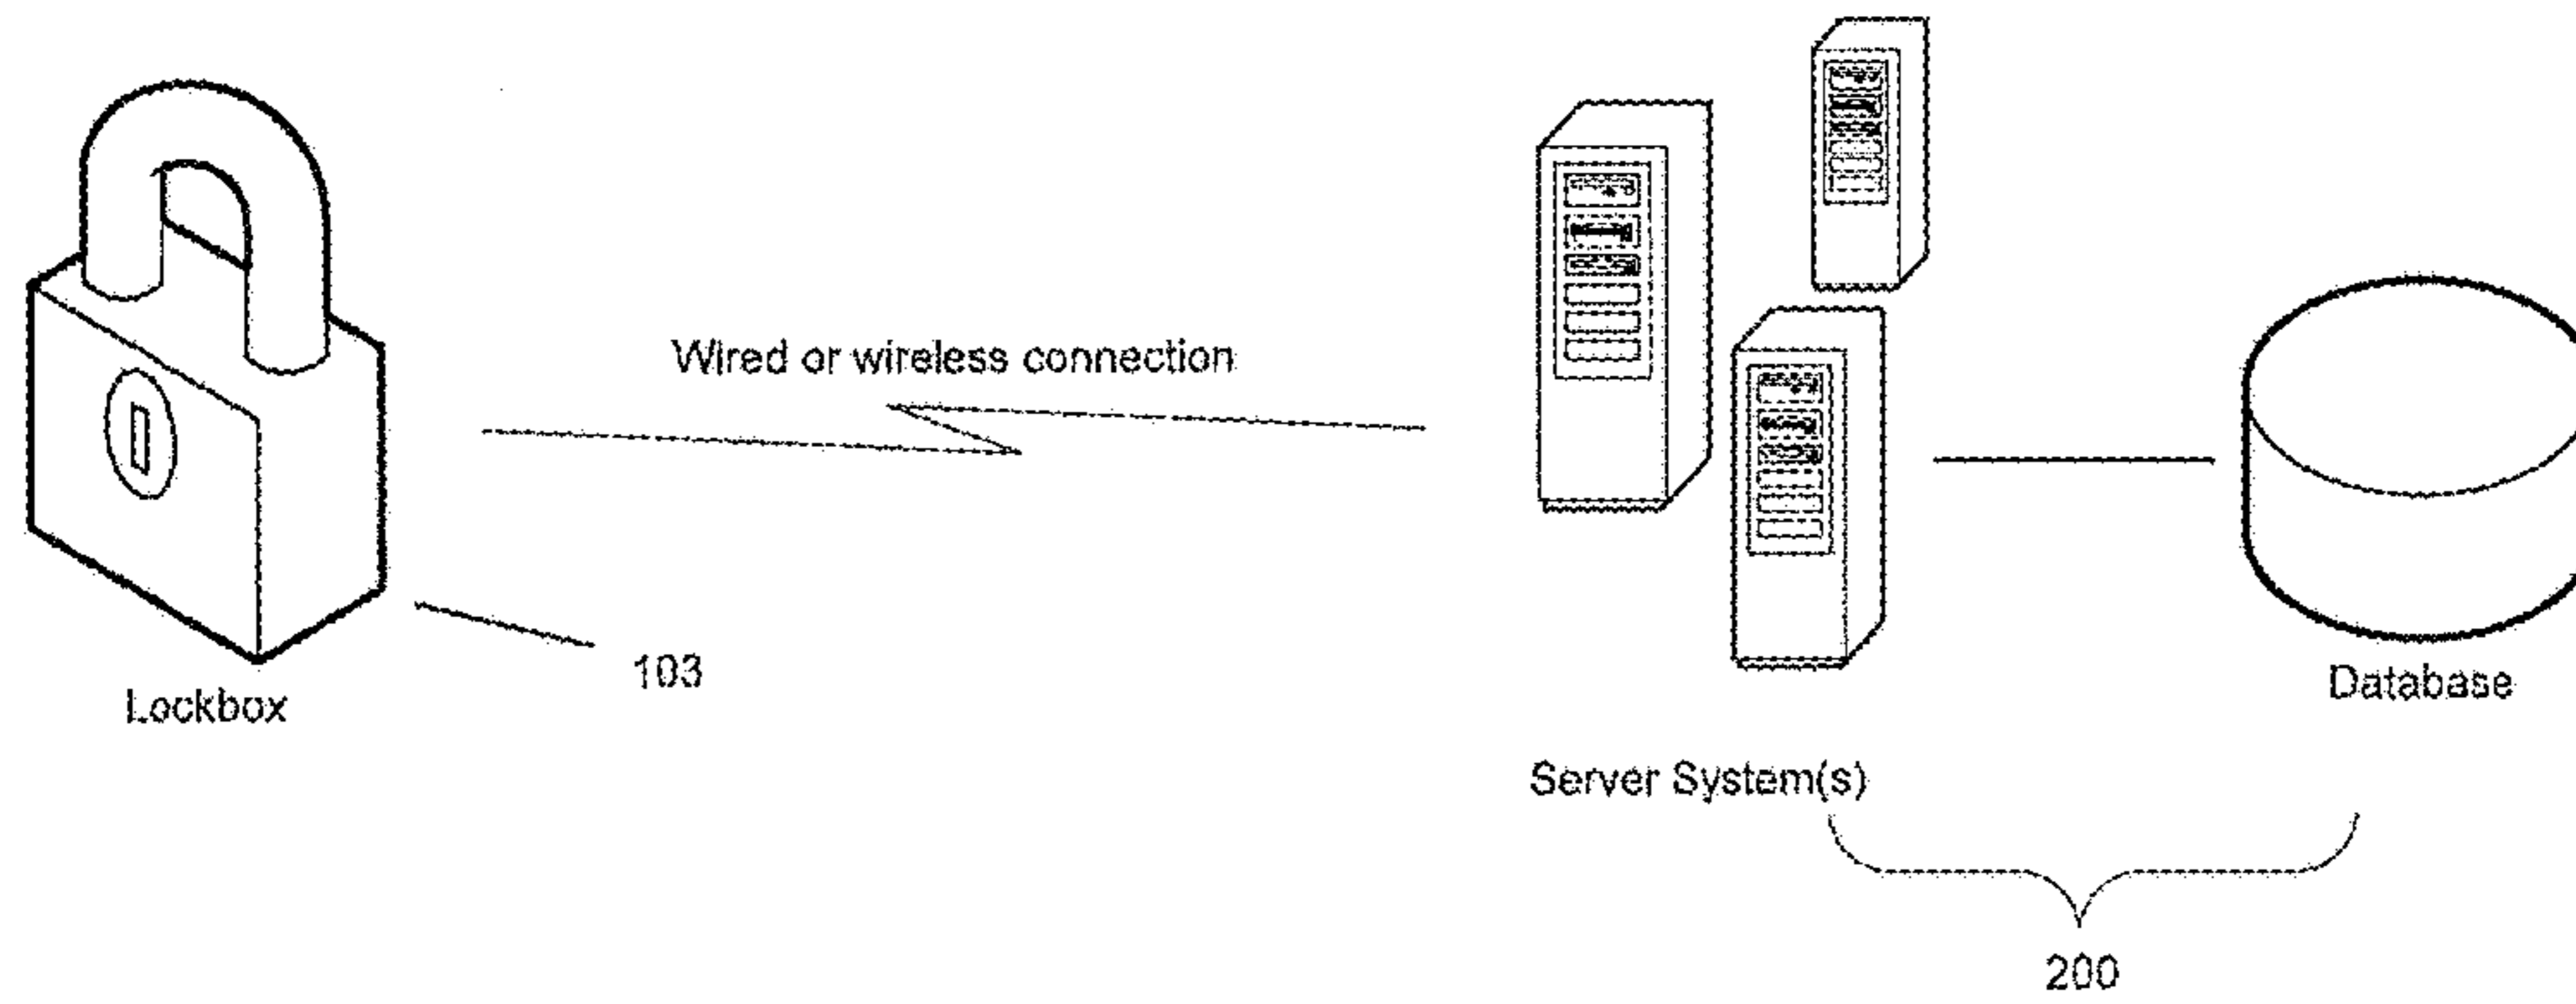 Wired or wireless connection
103
Lockbox
Database
Server System(s)
200